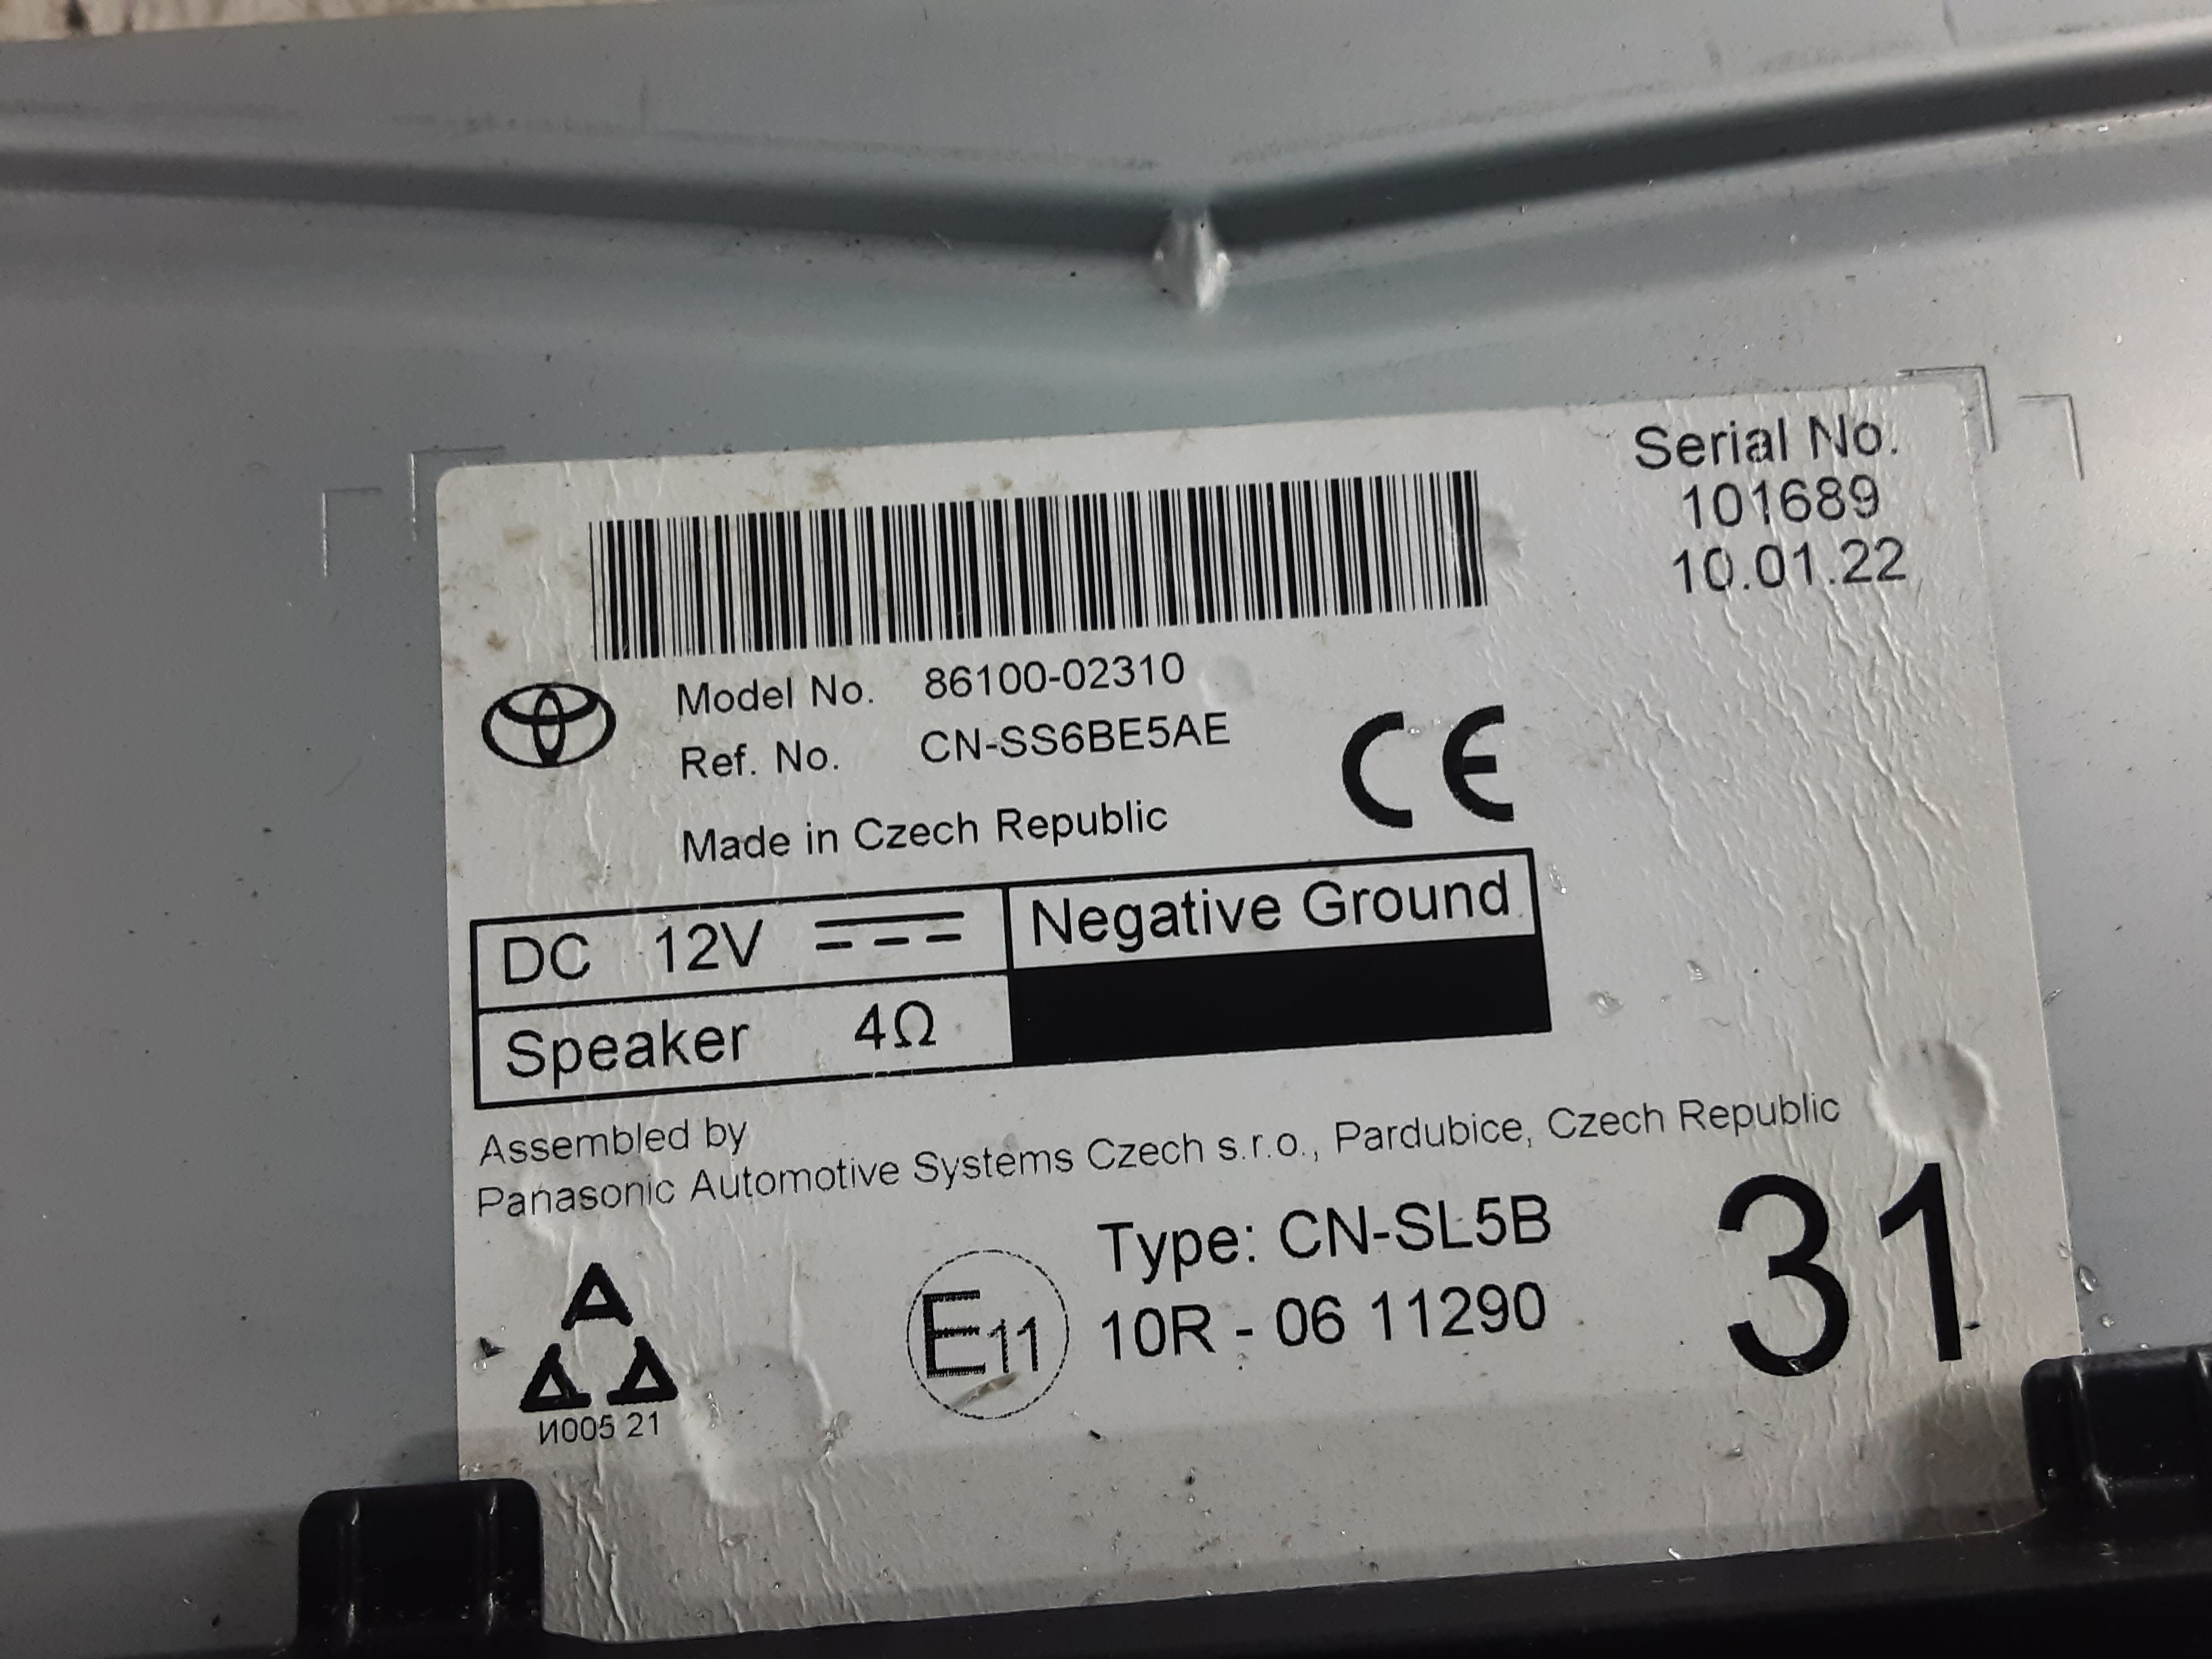 Serial No.
101689
10.01.22
Model No. 86100-02310
Ref. No. CN-SS6BE5AE
Made in Czech Republic
CE
DC 12V
Negative Ground
Speaker 4Ω
Assembled by
Panasonic Automotive Systems Czech s.r.o., Pardubice, Czech Republic
Type: CN-SL5B
E11
10R - 06 11290
31
И005 21